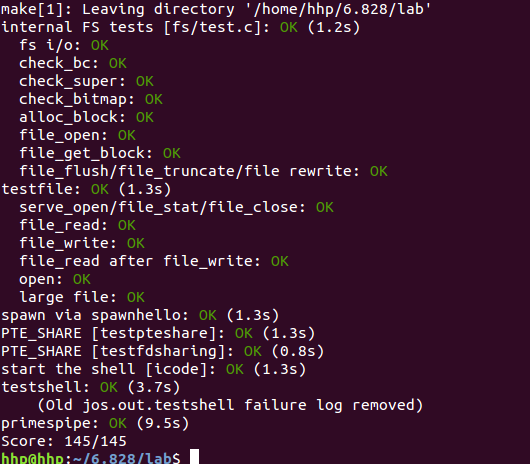 make[1]: Leaving directory '/home/hhp/6.828/lab'
internal FS tests [fs/test.c]: OK (1.2s)
  fs i/o: OK
  check_bc: OK
  check_super: OK
  check_bitmap: OK
  alloc_block: OK
  file_open: OK
  file_get_block: OK
  file_flush/file_truncate/file rewrite: OK
testfile: OK (1.3s)
  serve_open/file_stat/file_close: OK
  file_read: OK
  file_write: OK
  file_read after file_write: OK
  open: OK
  large file: OK
spawn via spawnhello: OK (1.3s)
PTE_SHARE [testpteshare]: OK (1.3s)
PTE_SHARE [testfdsharing]: OK (0.8s)
start the shell [icode]: OK (1.3s)
testshell: OK (3.7s)
    (Old jos.out.testshell failure log removed)
primespipe: OK (9.5s)
Score: 145/145
hhp@hhp:~/6.828/lab$